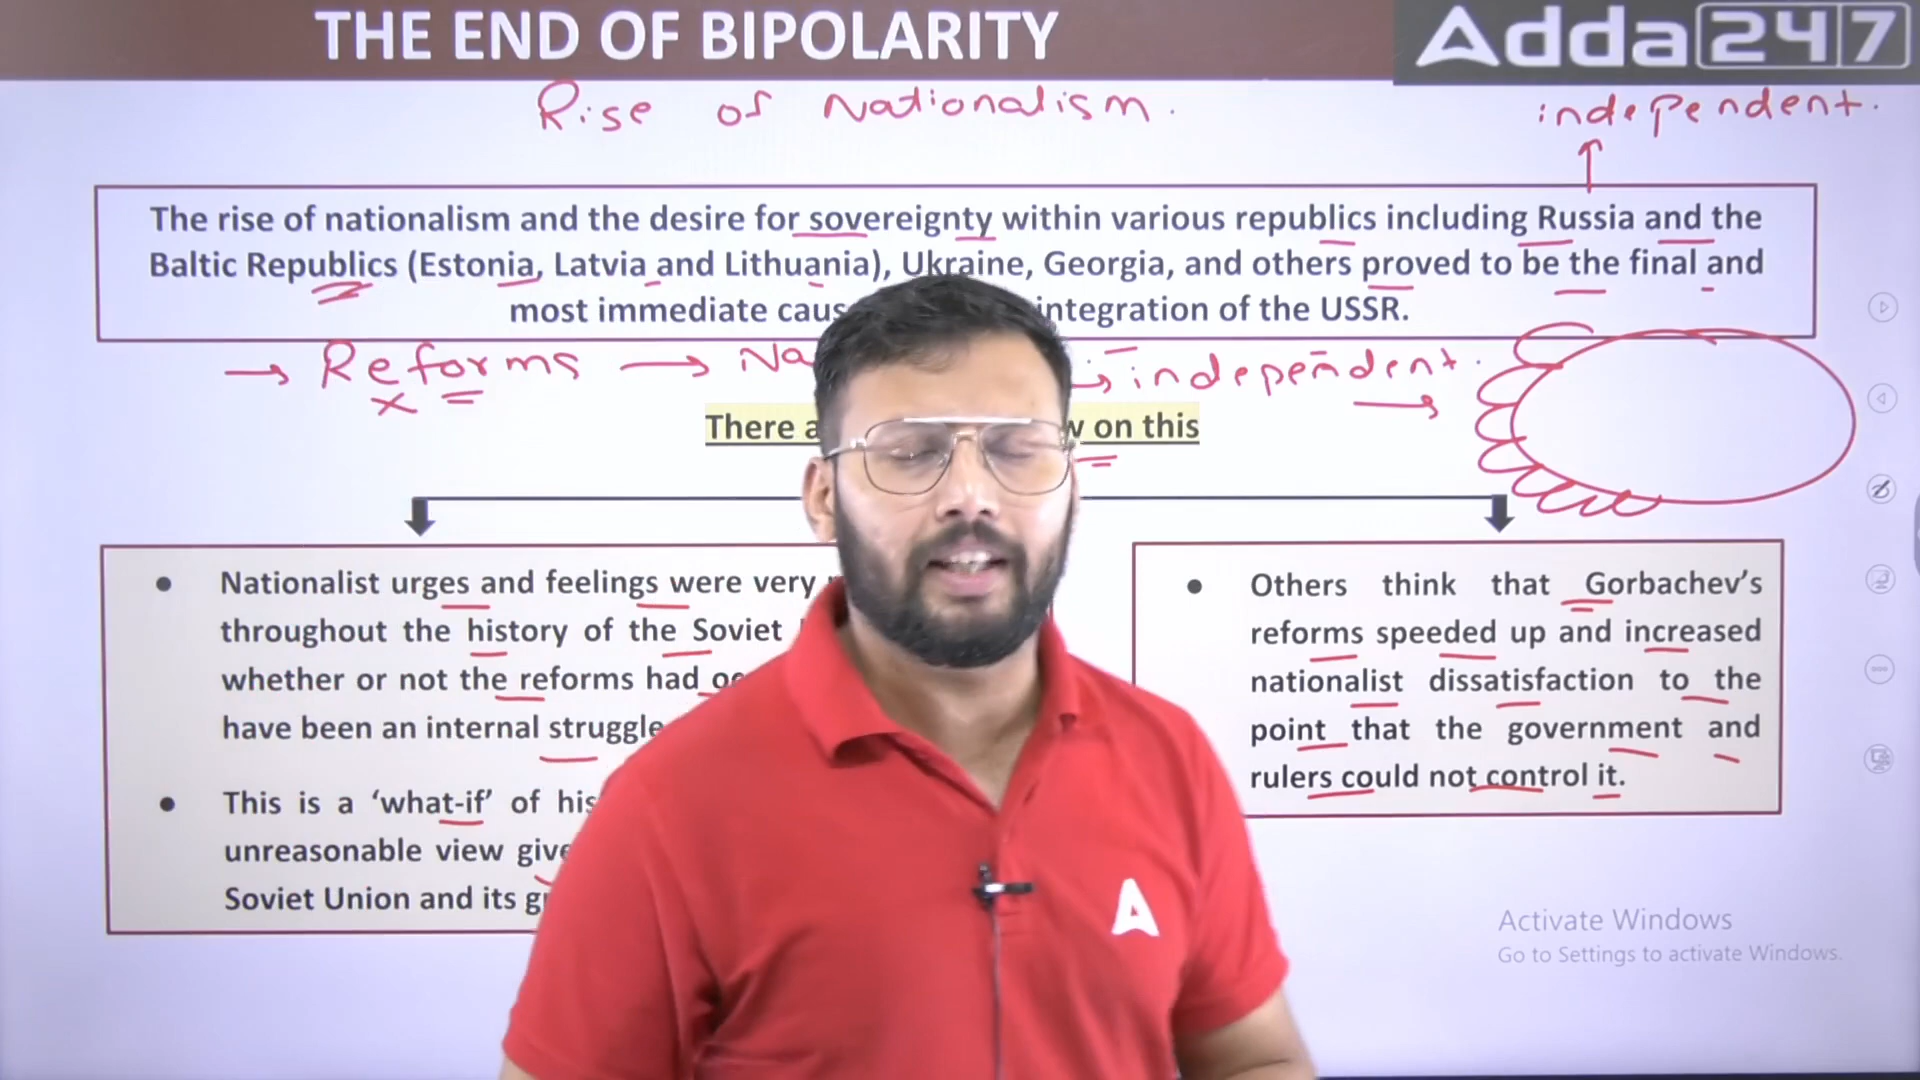 THE END OF BIPOLARITY
Adda247
Rise of Nationalism.
independent.
The rise of nationalism and the desire for sovereignty within various republics including Russia and the
Baltic Republics (Estonia, Latvia and Lithuania), Ukraine, Georgia, and others proved to be the final and
most immediate integration of the USSR.
→ Reforms → → independent.
There on this
Nationalist urges and feelings were very
throughout the history of the Soviet
whether or not the reforms had
have been an internal struggle
This is a ‘what-if’ of
unreasonable view
Soviet Union and its
Others think that Gorbachev’s
reforms speeded up and increased
nationalist dissatisfaction to the
point that the government and
rulers could not control it.
A
Activate Windows
Go to Settings to activate Windows.